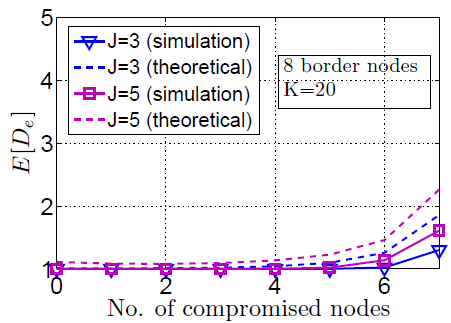 5
4
3
2
1
0
2
4
6
E[D_e]
No. of compromised nodes
J=3 (simulation)
J=3 (theoretical)
J=5 (simulation)
J=5 (theoretical)
8 border nodes
K=20